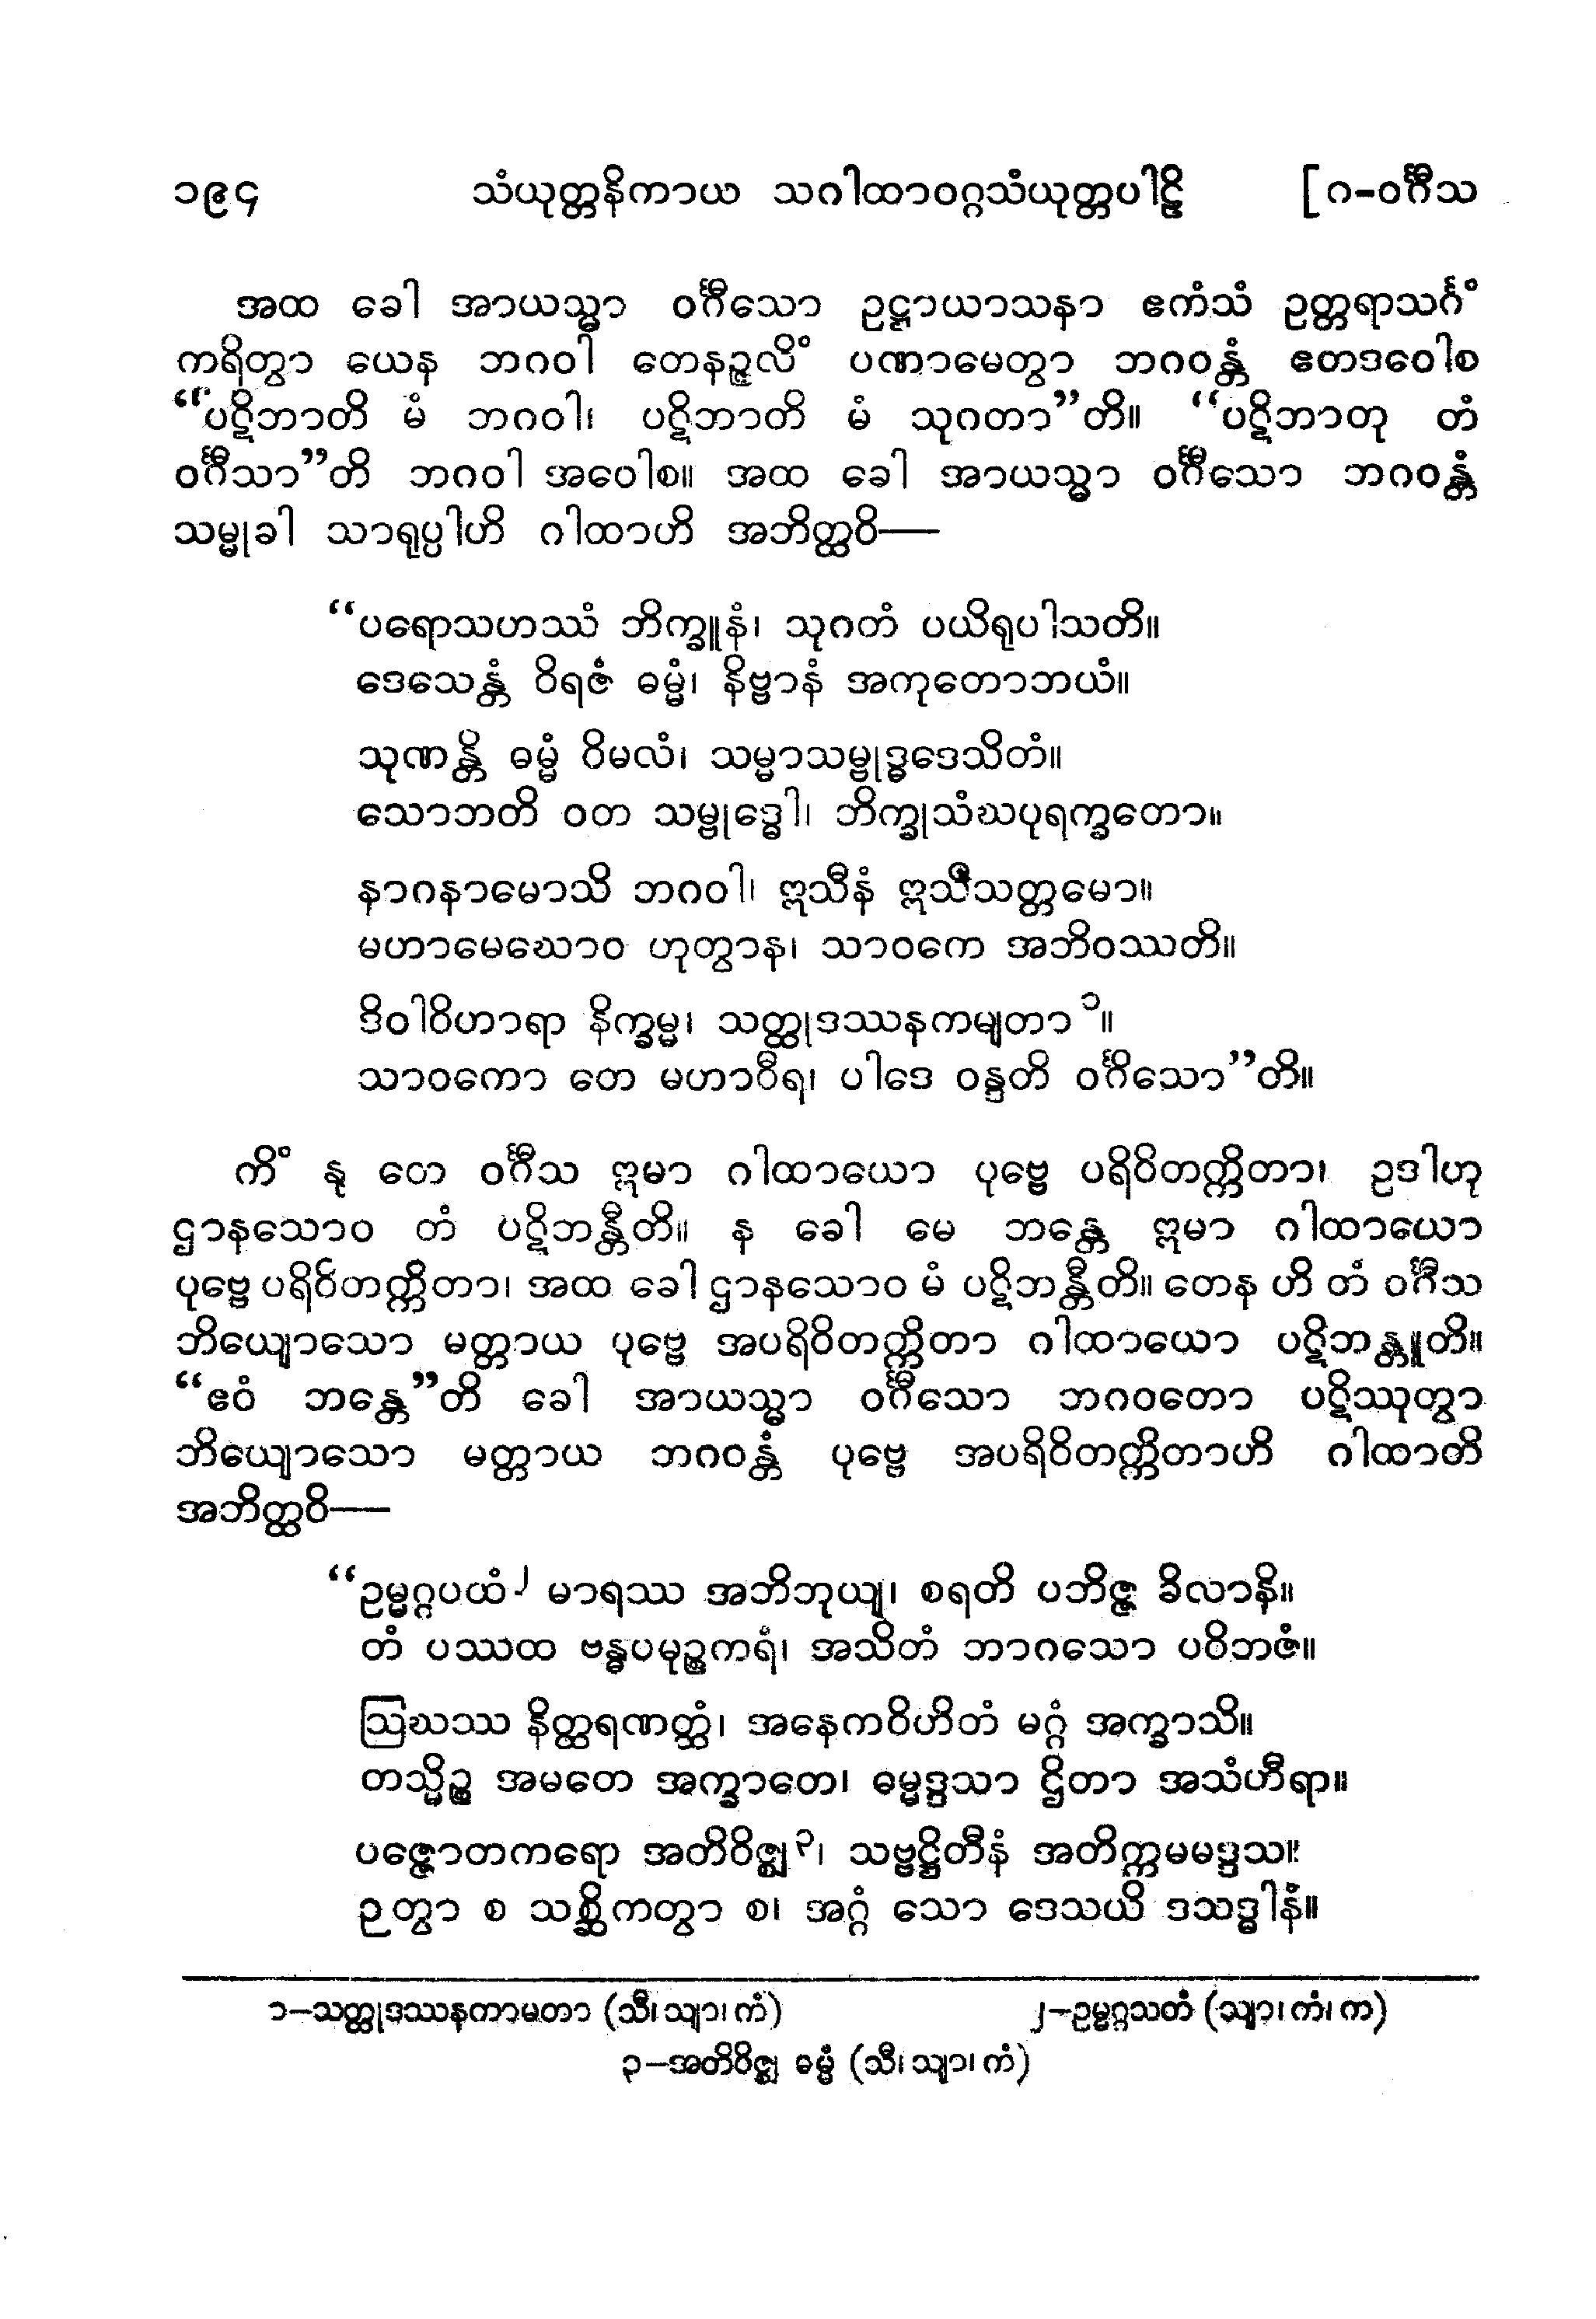 ၁၉၄ သံယုတ္တနိကာယ သဂါထာဝဂ္ဂသံယုတ္တပါဠိ [၈-ဝင်္ဂီသ
အထ ခေါ အာယသ္မာ ဝင်္ဂီသော ဥဋ္ဌာယာသနာ ဧကံသံ ဥတ္တရာသင်္ဂံ
ကရိတွာ ယေန ဘဂဝါ တေနဉ္ဇလိံ ပဏာမေတွာ ဘဂဝန္တံ ဧတဒဝေါစ
“ပဋိဘာတိ မံ ဘဂဝါ၊ ပဋိဘာတိ မံ သုဂတာ”တိ။ “ပဋိဘာတု တံ
ဝင်္ဂီသာ”တိ ဘဂဝါ အဝေါစ။ အထ ခေါ အာယသ္မာ ဝင်္ဂီသော ဘဂဝန္တံ
သမ္မုခါ သာရုပ္ပါဟိ ဂါထာဟိ အဘိတ္ထဝိ—
“ပရောသဟဿံ ဘိက္ခူနံ၊ သုဂတံ ပယိရုပါသတိ။
ဒေသေန္တံ ဝိရဇံ ဓမ္မံ၊ နိဗ္ဗာနံ အကုတောဘယံ။
သုဏန္တိ ဓမ္မံ ဝိမလံ၊ သမ္မာသမ္ဗုဒ္ဓဒေသိတံ။
သောဘတိ ဝတ သမ္ဗုဒ္ဓေါ၊ ဘိက္ခုသံဃပုရက္ခတော။
နာဂနာမောသိ ဘဂဝါ၊ ဣသီနံ ဣသိသတ္တမော။
မဟာမေဃောဝ ဟုတွာန၊ သာဝကေ အဘိဝဿတိ။
ဒိဝါဝိဟာရာ နိက္ခမ္မ၊ သတ္ထုဒဿနကမျတာ ၁။
သာဝကော တေ မဟာဝီရ၊ ပါဒေ ဝန္ဒတိ ဝင်္ဂိသော”တိ။
ကိံ နု တေ ဝင်္ဂီသ ဣမာ ဂါထာယော ပုဗ္ဗေ ပရိဝိတက္ကိတာ၊ ဥဒါဟု
ဌာနသောဝ တံ ပဋိဘန္တီတိ။ န ခေါ မေ ဘန္တေ ဣမာ ဂါထာယော
ပုဗ္ဗေ ပရိဝိတက္ကိတာ၊ အထ ခေါ ဌာနသောဝ မံ ပဋိဘန္တီတိ။ တေန ဟိ တံ ဝင်္ဂီသ
ဘိယျောသော မတ္တာယ ပုဗ္ဗေ အပရိဝိတက္ကိတာ ဂါထာယော ပဋိဘန္တူတိ။
“ဧဝံ ဘန္တေ”တိ ခေါ အာယသ္မာ ဝင်္ဂီသော ဘဂဝတော ပဋိဿုတွာ
ဘိယျောသော မတ္တာယ ဘဂဝန္တံ ပုဗ္ဗေ အပရိဝိတက္ကိတာဟိ ဂါထာတိ
အဘိတ္ထဝိ—
“ဥမ္မဂ္ဂပထံ ၂ မာရဿ အဘိဘုယျ၊ စရတိ ပဘိဇ္ဇ ခိလာနိ။
တံ ပဿထ ဗန္ဓပမုဉ္စကရံ၊ အသိတံ ဘာဂသော ပဝိဘဇံ။
ဩဃဿ နိတ္ထရဏတ္ထံ၊ အနေကဝိဟိတံ မဂ္ဂံ အက္ခာသိ။
တသ္မိဉ္စ အမတေ အက္ခာတေ၊ ဓမ္မဒ္ဒသာ ဌိတာ အသံဟီရာ။
ပဇ္ဇောတကရော အတိဝိဇ္ဈ ၃၊ သဗ္ဗဋ္ဌိတီနံ အတိက္ကမမဒ္ဒသ။
ဉတွာ စ သစ္ဆိကတွာ စ၊ အဂ္ဂံ သော ဒေသယိ ဒသဒ္ဓါနံ။
၁—သတ္ထုဒဿနကာမတာ (သီ၊ သျာ၊ ကံ) ၂—ဥမ္မဂ္ဂသတံ (သျာ၊ ကံ၊ က)
၃—အတိဝိဇ္ဈ ဓမ္မံ (သီ၊ သျာ၊ ကံ)